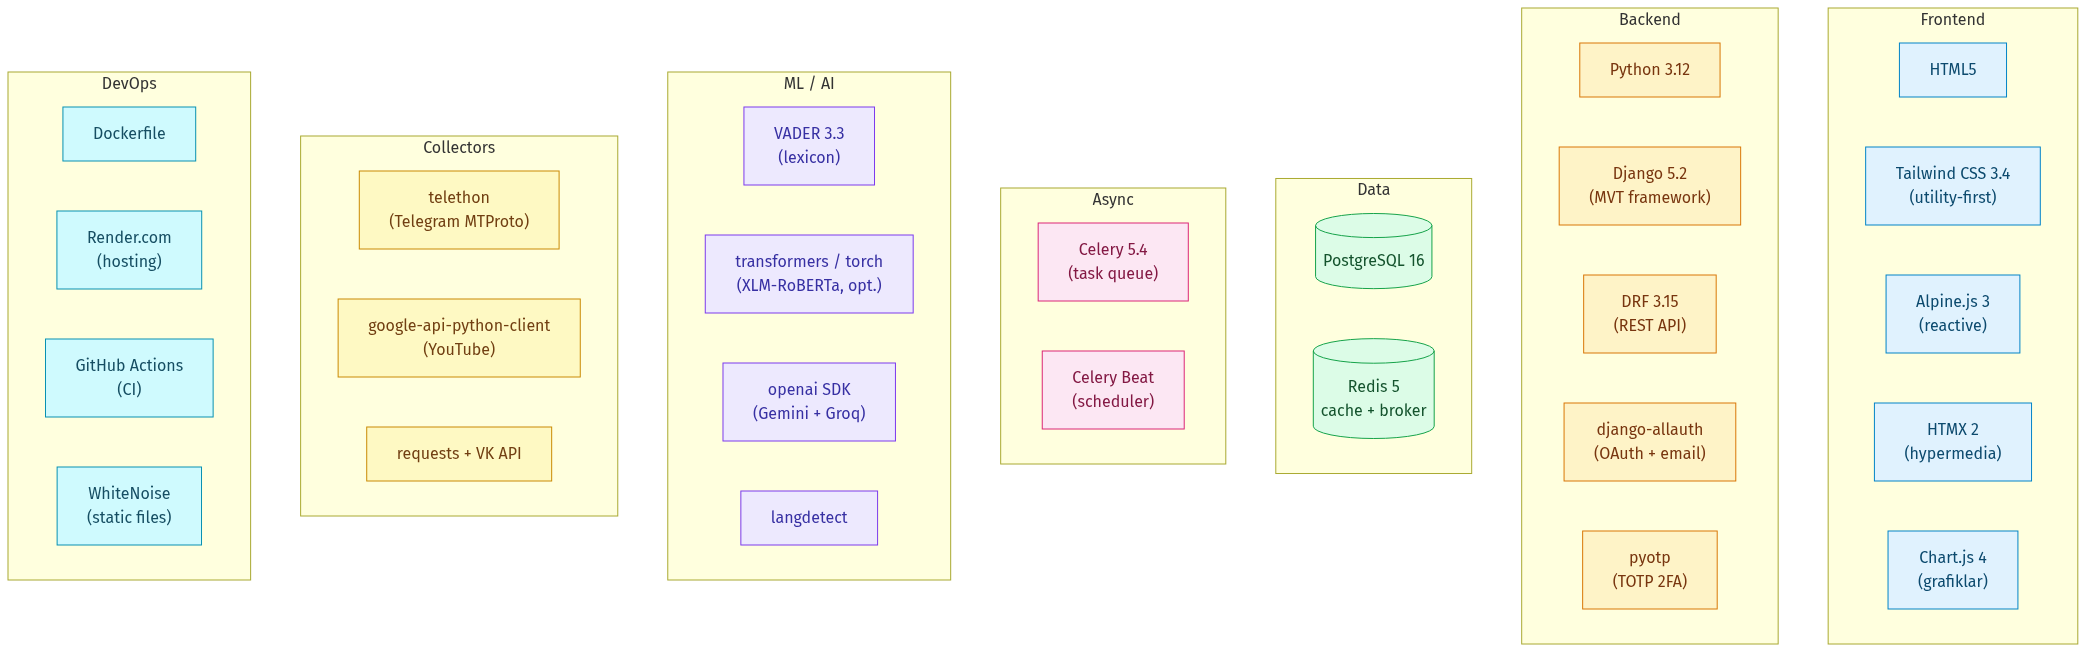 DevOps
Dockerfile
Render.com
(hosting)
GitHub Actions
(CI)
WhiteNoise
(static files)
Collectors
telethon
(Telegram MTProto)
google-api-python-client
(YouTube)
requests + VK API
ML / AI
VADER 3.3
(lexicon)
transformers / torch
(XLM-RoBERTa, opt.)
openai SDK
(Gemini + Groq)
langdetect
Async
Celery 5.4
(task queue)
Celery Beat
(scheduler)
Data
PostgreSQL 16
Redis 5
cache + broker
Backend
Python 3.12
Django 5.2
(MVT framework)
DRF 3.15
(REST API)
django-allauth
(OAuth + email)
pyotp
(TOTP 2FA)
Frontend
HTML5
Tailwind CSS 3.4
(utility-first)
Alpine.js 3
(reactive)
HTMX 2
(hypermedia)
Chart.js 4
(grafiklar)